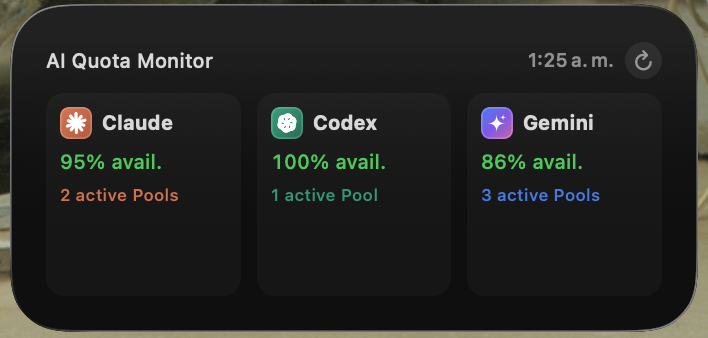 AI Quota Monitor
1:25 a. m.
Claude
95% avail.
2 active Pools
Codex
100% avail.
1 active Pool
Gemini
86% avail.
3 active Pools